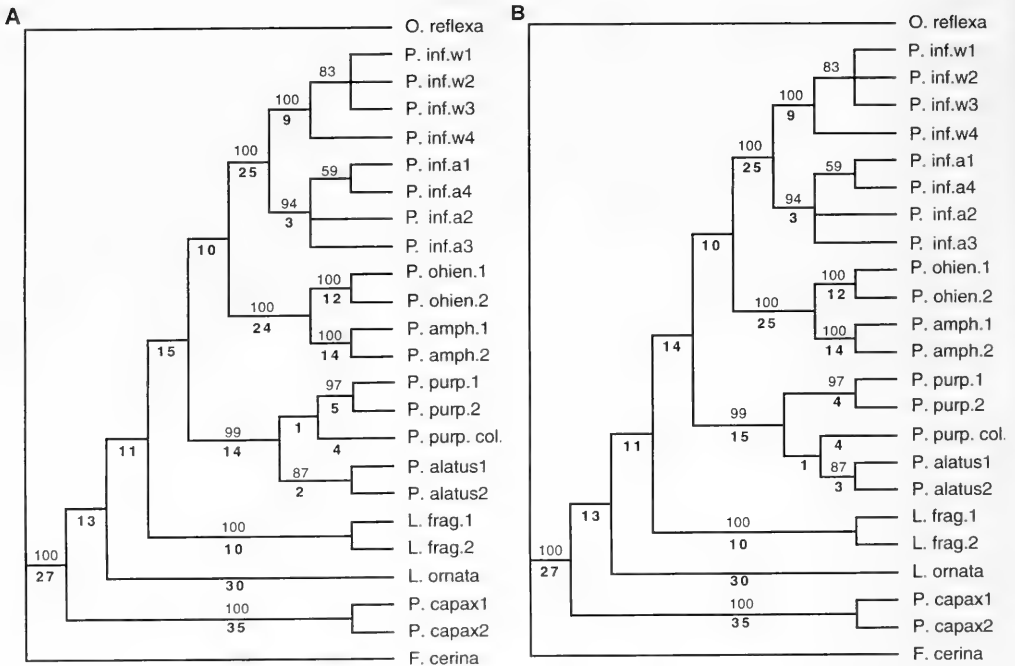 A
O. reflexa
P. inf.w1
83
P. inf.w2
100
P. inf.w3
9
P. inf.w4
100
25
P. inf.a1
59
P. inf.a4
94
P. inf.a2
3
P. inf.a3
10
P. ohien.1
100
12
P. ohien.2
100
24
P. amph.1
100
14
P. amph.2
15
P. purp.1
97
5
P. purp.2
1
P. purp. col.
4
99
14
P. alatus1
87
2
P. alatus2
11
L. frag.1
100
10
L. frag.2
13
L. ornata
30
100
27
P. capax1
100
35
P. capax2
F. cerina
B
O. reflexa
P. inf.w1
83
P. inf.w2
100
P. inf.w3
9
P. inf.w4
100
25
P. inf.a1
59
P. inf.a4
94
P. inf.a2
3
P. inf.a3
10
P. ohien.1
100
12
P. ohien.2
100
25
P. amph.1
100
14
P. amph.2
14
P. purp.1
97
4
P. purp.2
99
15
P. purp. col.
4
1
P. alatus1
87
3
P. alatus2
11
L. frag.1
100
10
L. frag.2
13
L. ornata
30
100
27
P. capax1
100
35
P. capax2
F. cerina